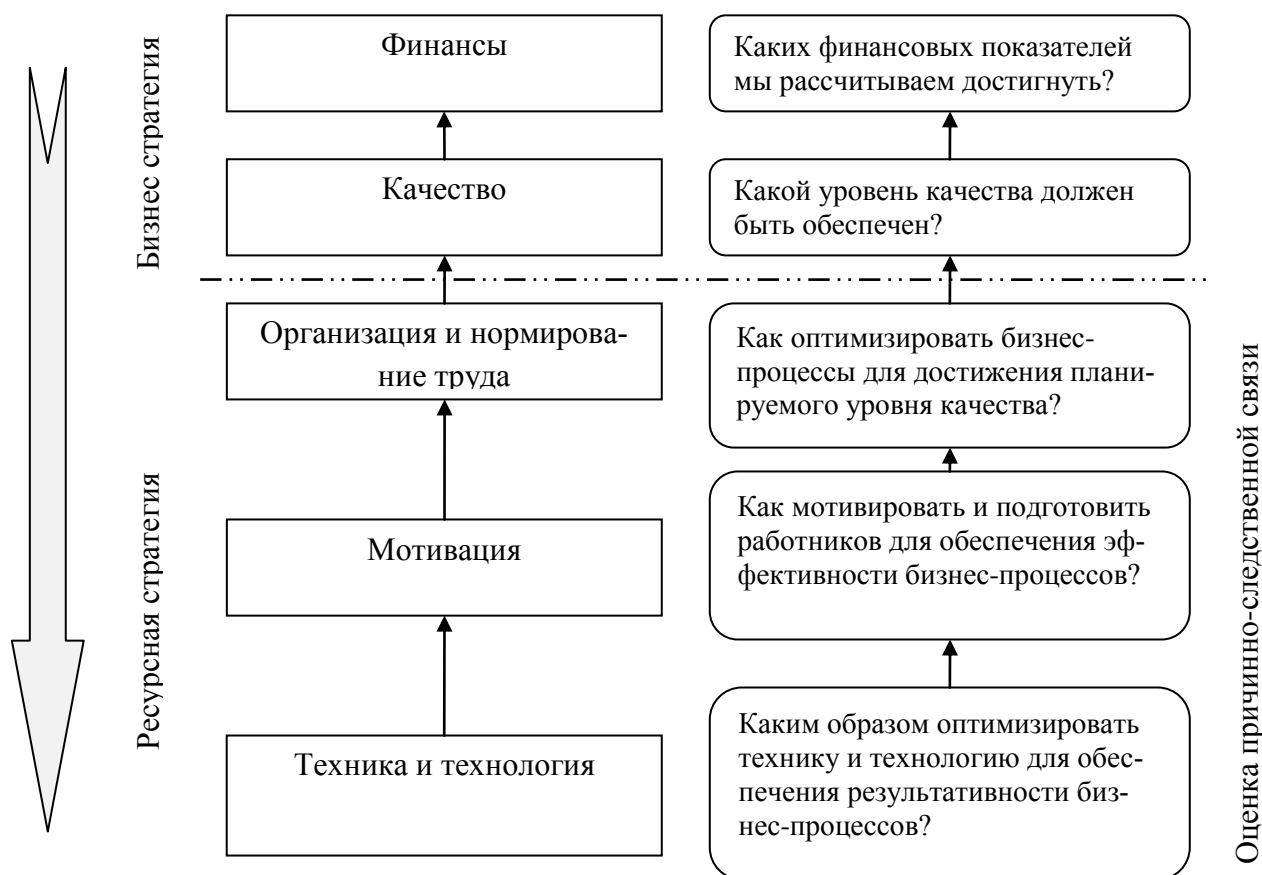 Бизнес стратегия
Финансы
Каких финансовых показателей
мы рассчитываем достигнуть?
Качество
Какой уровень качества должен
быть обеспечен?
Ресурсная стратегия
Организация и нормирова-
ние труда
Как оптимизировать бизнес-
процессы для достижения плани-
руемого уровня качества?
Мотивация
Как мотивировать и подготовить
работников для обеспечения эф-
фективности бизнес-процессов?
Техника и технология
Каким образом оптимизировать
технику и технологию для обес-
печения результативности биз-
нес-процессов?
Оценка причинно-следственной связи